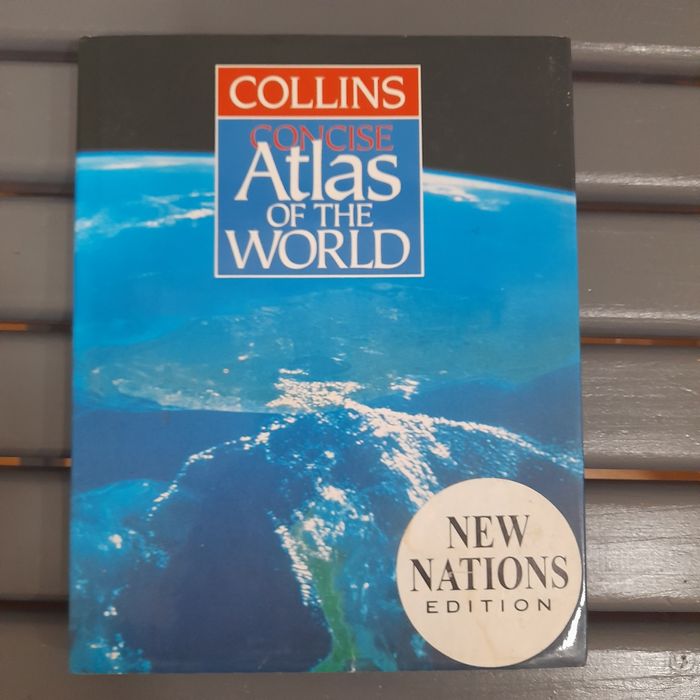 COLLINS
CONCISE
Atlas
OF THE
WORLD
NEW
NATIONS
EDITION